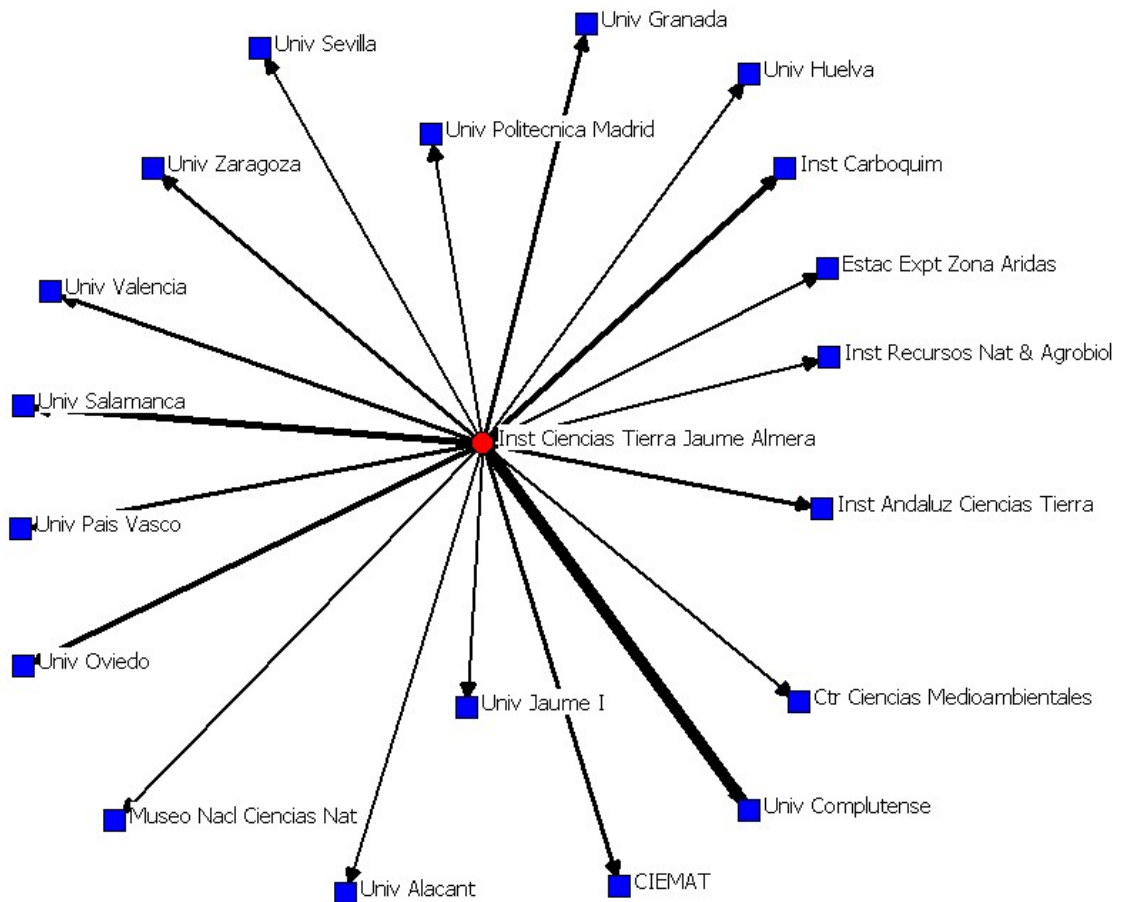 Univ Granada
Univ Sevilla
Univ Huelva
Univ Politecnica Madrid
Univ Zaragoza
Inst Carboquim
Estac Expt Zona Aridas
Univ Valencia
Inst Recursos Nat & Agrobiol
Univ Salamanca
Inst Ciencias Tierra Jaume Almera
Inst Andaluz Ciencias Tierra
Univ Pais Vasco
Univ Oviedo
Ctr Ciencias Medioambientales
Univ Jaume I
Univ Complutense
Museo Nacl Ciencias Nat
CIEMAT
Univ Alacant